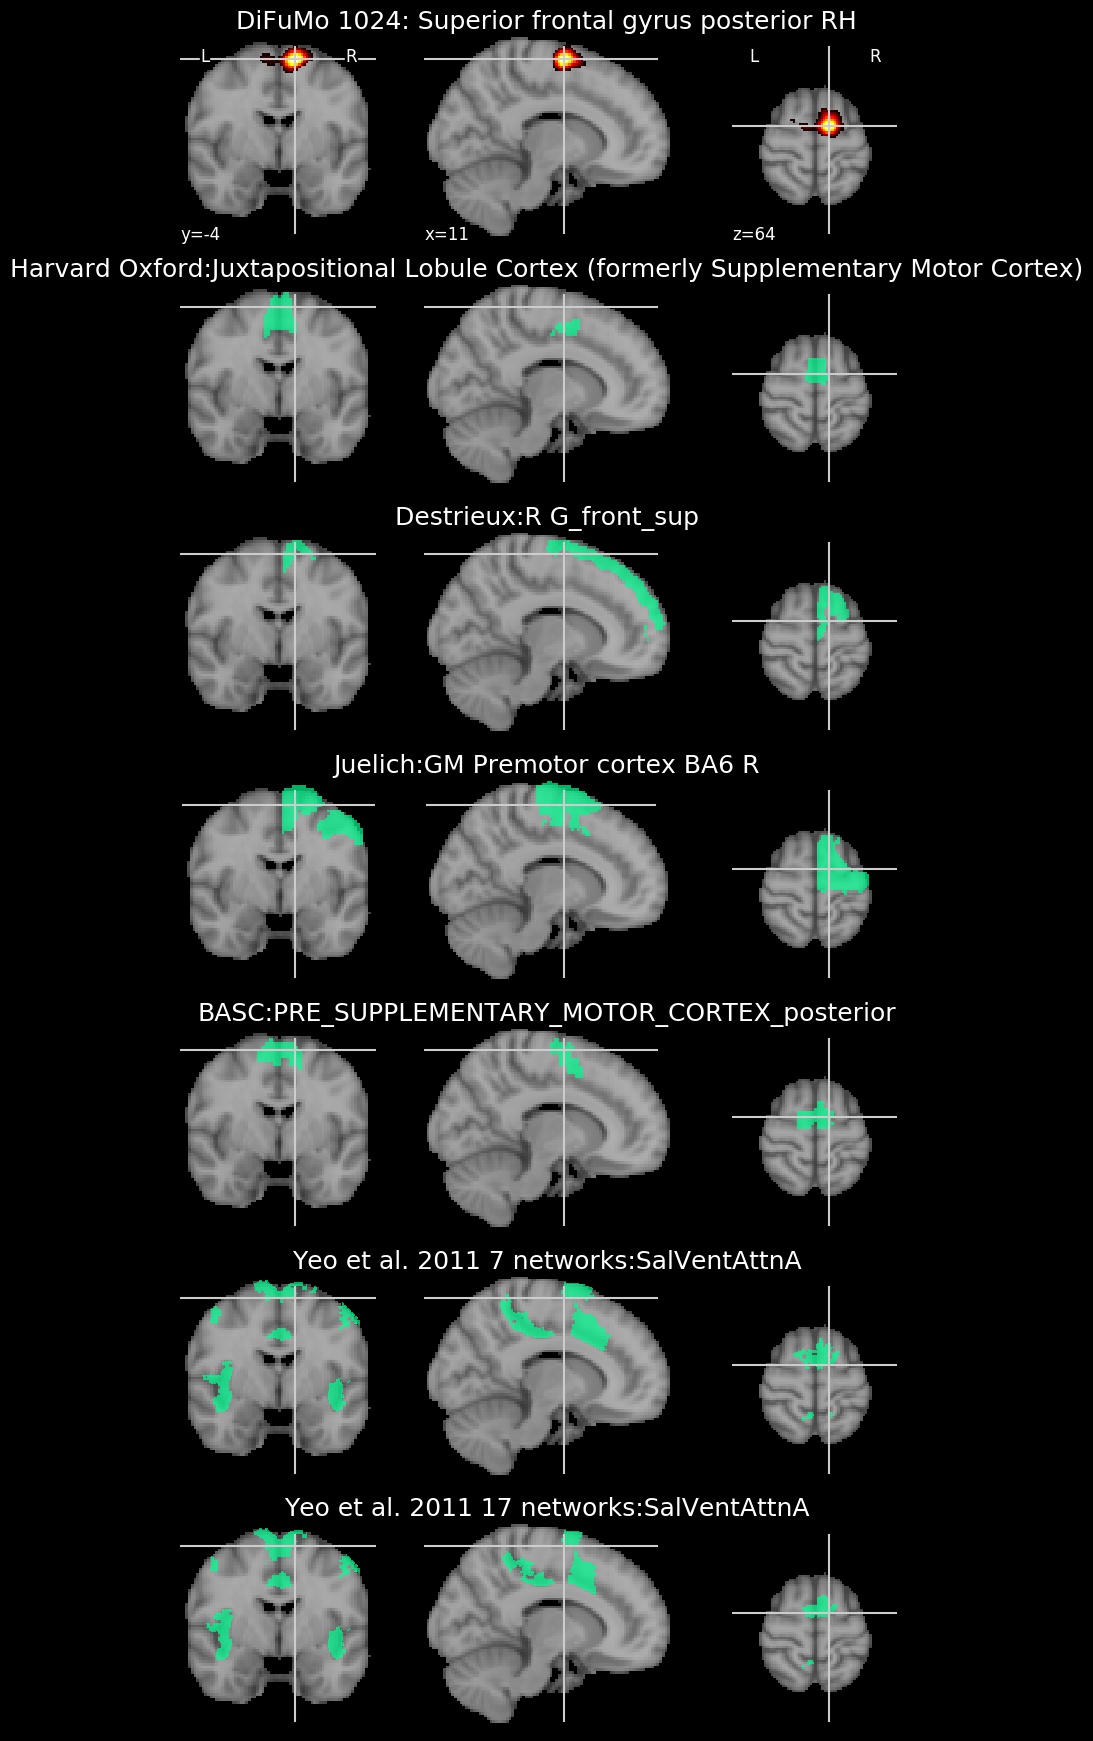 DiFuMo 1024: Superior frontal gyrus posterior RH
L R L R
y=-4 x=11 z=64
Harvard Oxford:Juxtapositional Lobule Cortex (formerly Supplementary Motor Cortex)
Destrieux:R G_front_sup
Juelich:GM Premotor cortex BA6 R
BASC:PRE_SUPPLEMENTARY_MOTOR_CORTEX_posterior
Yeo et al. 2011 7 networks:SalVentAttnA
Yeo et al. 2011 17 networks:SalVentAttnA